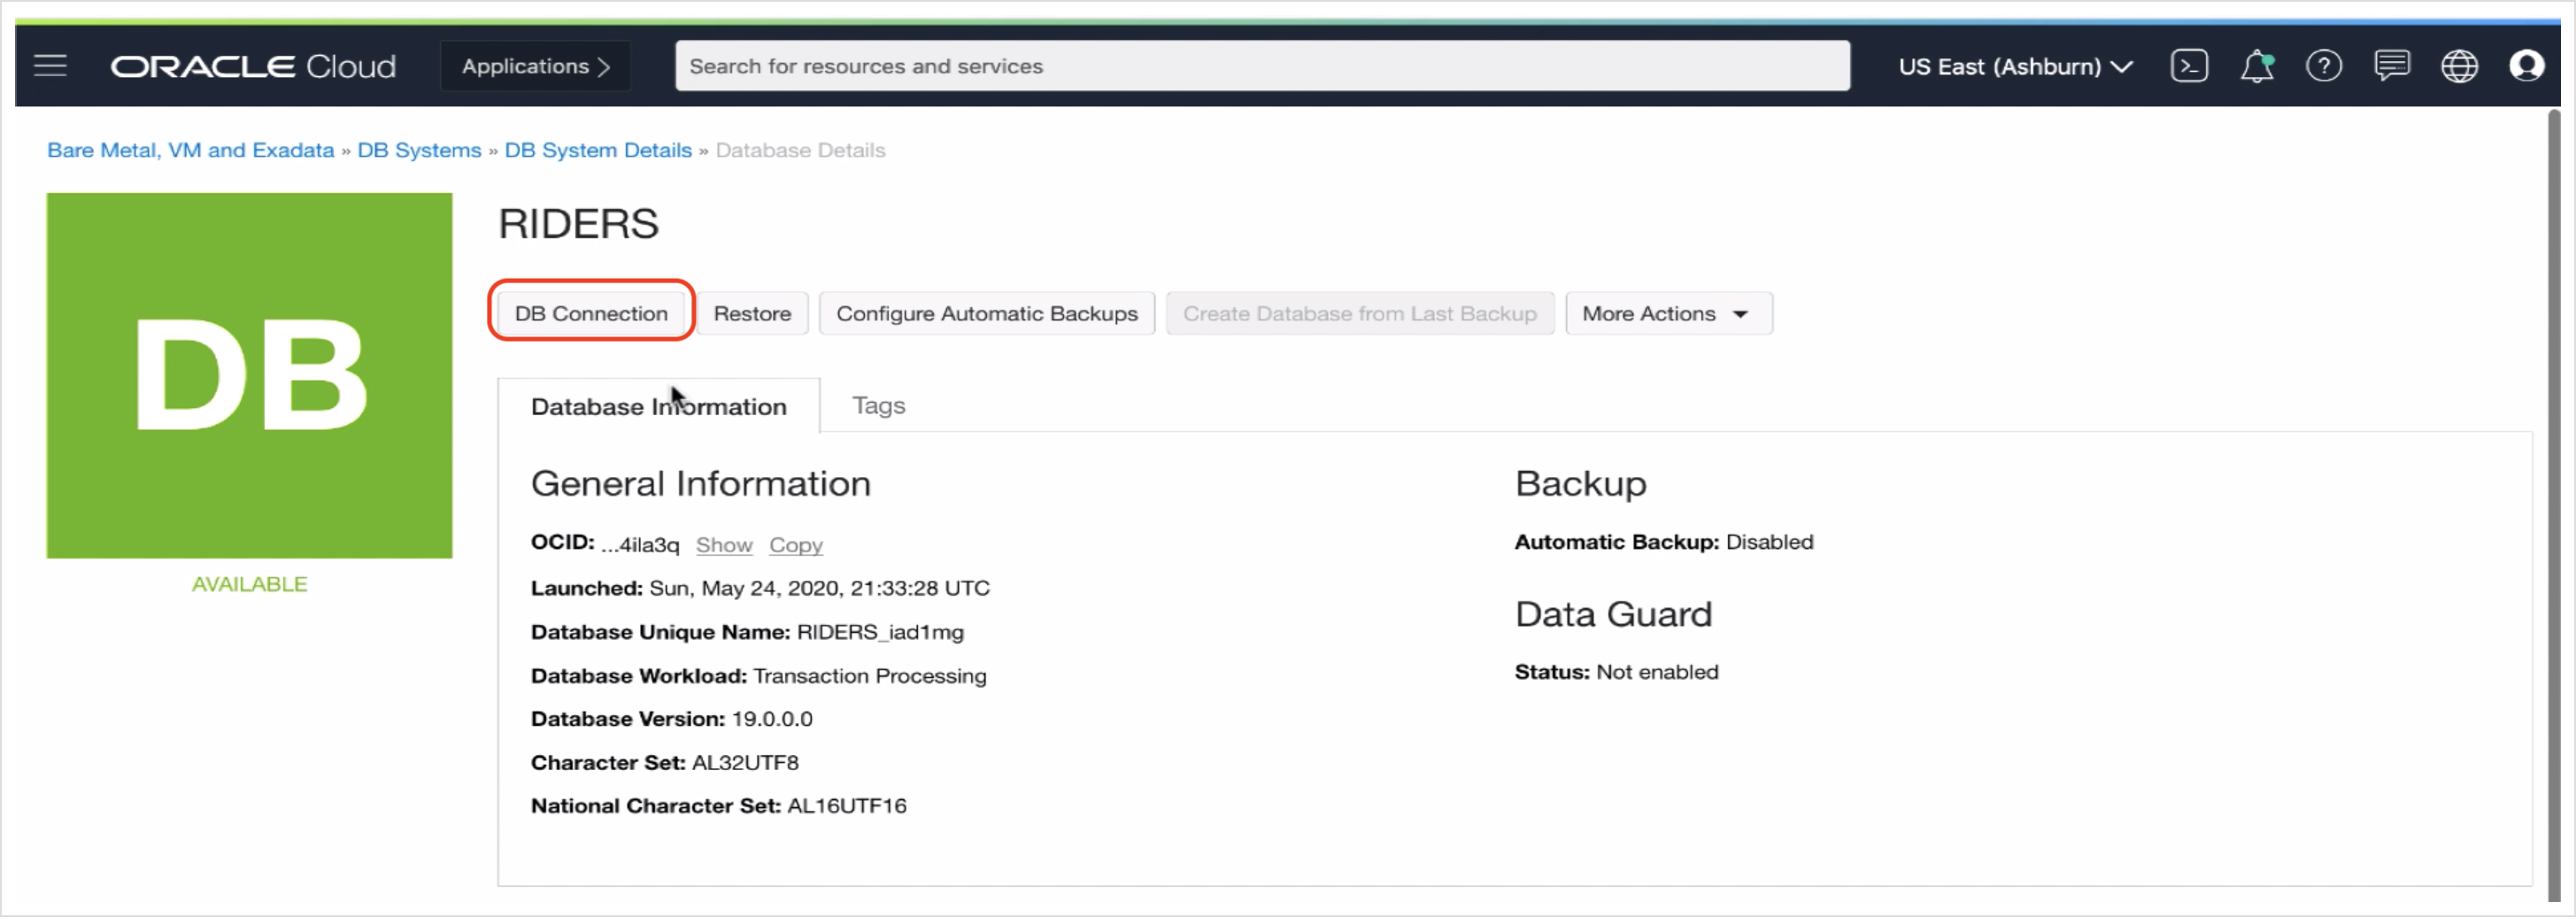 ORACLE Cloud Applications > Search for resources and services US East (Ashburn)
Bare Metal, VM and Exadata » DB Systems » DB System Details » Database Details
DB
AVAILABLE
RIDERS
DB Connection Restore Configure Automatic Backups Create Database from Last Backup More Actions
Database Information Tags
General Information
OCID: ...4ila3q Show Copy
Launched: Sun, May 24, 2020, 21:33:28 UTC
Database Unique Name: RIDERS_iad1mg
Database Workload: Transaction Processing
Database Version: 19.0.0.0
Character Set: AL32UTF8
National Character Set: AL16UTF16
Backup
Automatic Backup: Disabled
Data Guard
Status: Not enabled